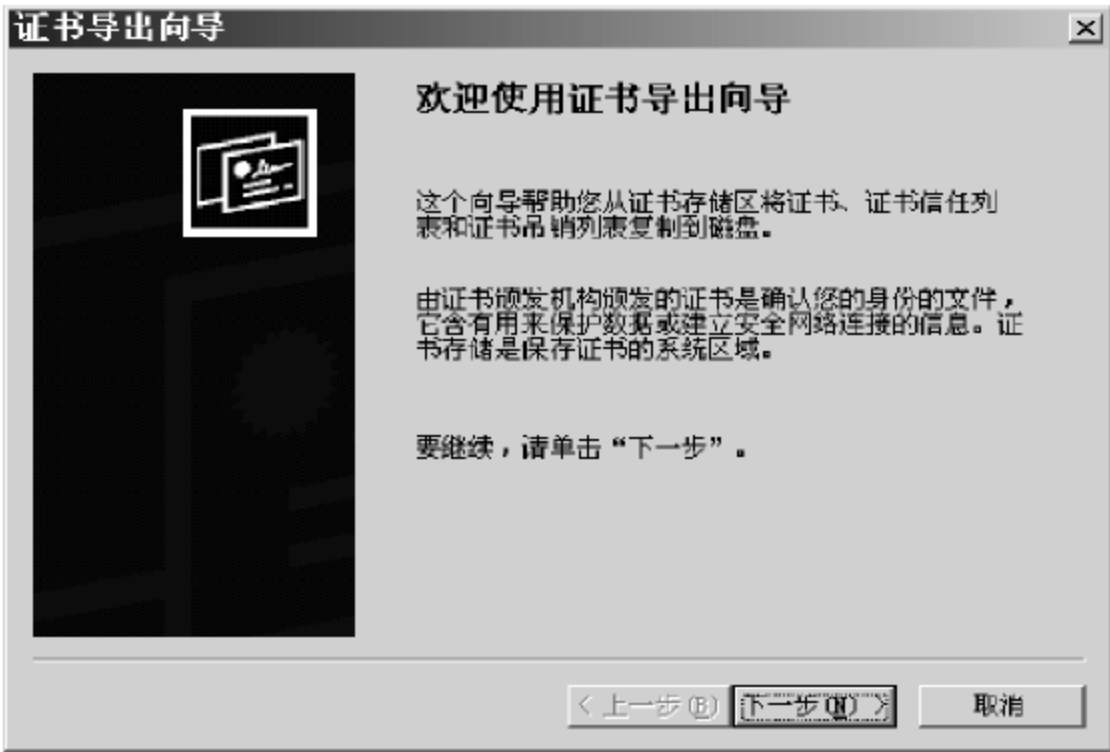 证书导出向导
欢迎使用证书导出向导
这个向导帮助您从证书存储区将证书、证书信任列
表和证书吊销列表复制到磁盘。
由证书颁发机构颁发的证书是确认您的身份的文件，
它含有用来保护数据或建立安全网络连接的信息。证
书存储是保存证书的系统区域。
要继续，请单击“下一步”。
< 上一步(B) 下一步(N) > 取消